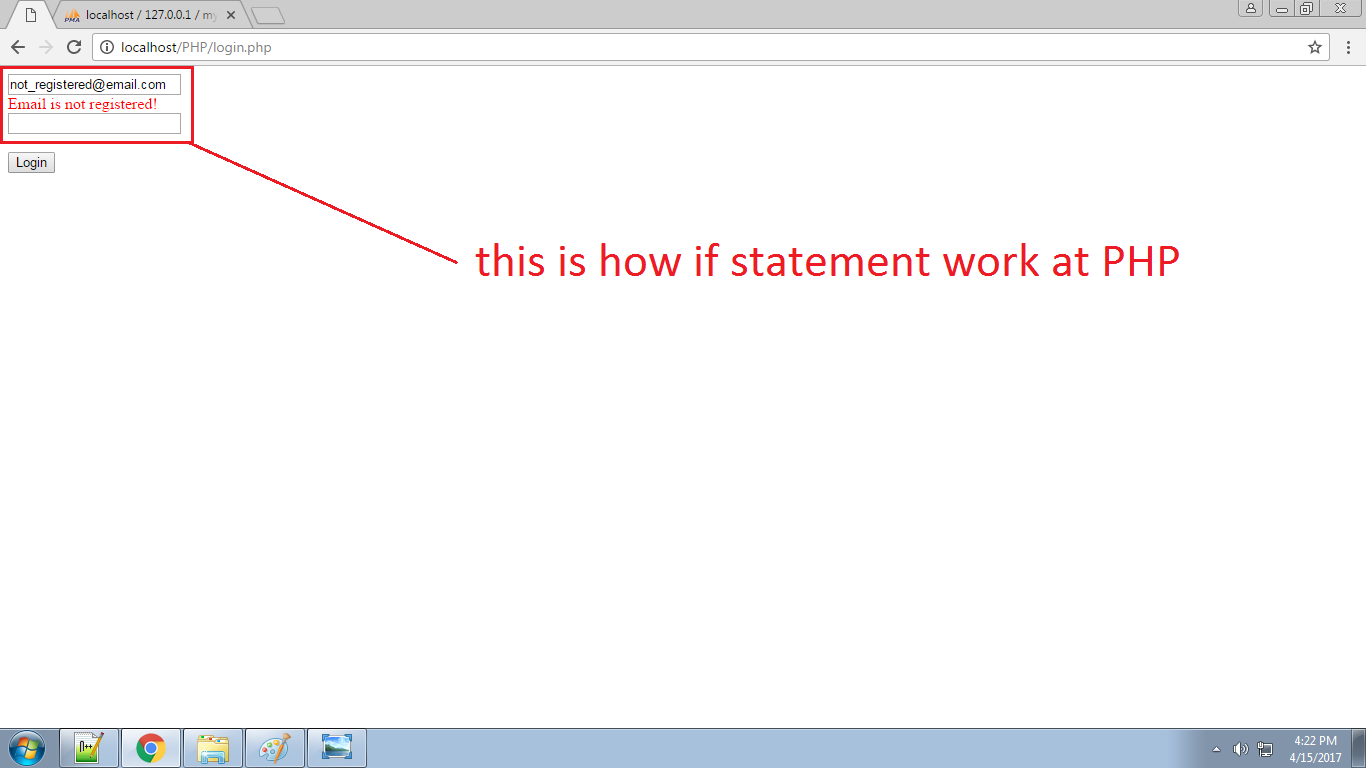 localhost / 127.0.0.1 / my
localhost/PHP/login.php
not_registered@email.com
Email is not registered!
Login
this is how if statement work at PHP
4:22 PM
4/15/2017